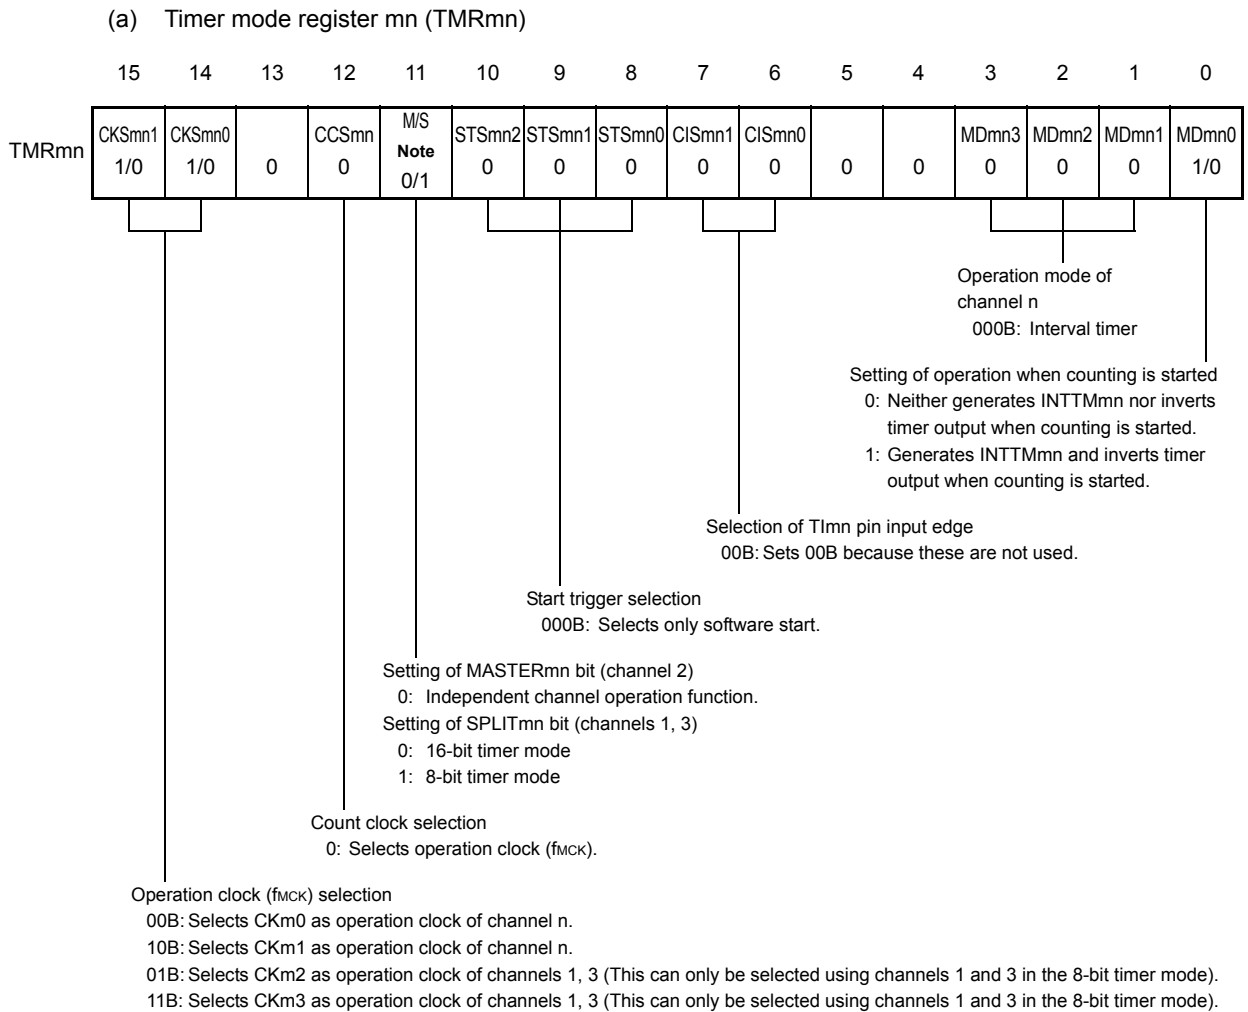 (a) Timer mode register mn (TMRmn)
15 14 13 12 11 10 9 8 7 6 5 4 3 2 1 0
TMRmn
CKSmn1 CKSmn0 CCSmn M/S STSmn2 STSmn1 STSmn0 CISmn1 CISmn0 MDmn3 MDmn2 MDmn1 MDmn0
Note
1/0 1/0 0 0 0/1 0 0 0 0 0 0 0 0 0 0 1/0
Operation mode of
channel n
000B: Interval timer
Setting of operation when counting is started
0: Neither generates INTTMmn nor inverts
timer output when counting is started.
1: Generates INTTMmn and inverts timer
output when counting is started.
Selection of TImn pin input edge
00B: Sets 00B because these are not used.
Start trigger selection
000B: Selects only software start.
Setting of MASTERmn bit (channel 2)
0: Independent channel operation function.
Setting of SPLITmn bit (channels 1, 3)
0: 16-bit timer mode
1: 8-bit timer mode
Count clock selection
0: Selects operation clock (fMCK).
Operation clock (fMCK) selection
00B: Selects CKm0 as operation clock of channel n.
10B: Selects CKm1 as operation clock of channel n.
01B: Selects CKm2 as operation clock of channels 1, 3 (This can only be selected using channels 1 and 3 in the 8-bit timer mode).
11B: Selects CKm3 as operation clock of channels 1, 3 (This can only be selected using channels 1 and 3 in the 8-bit timer mode).